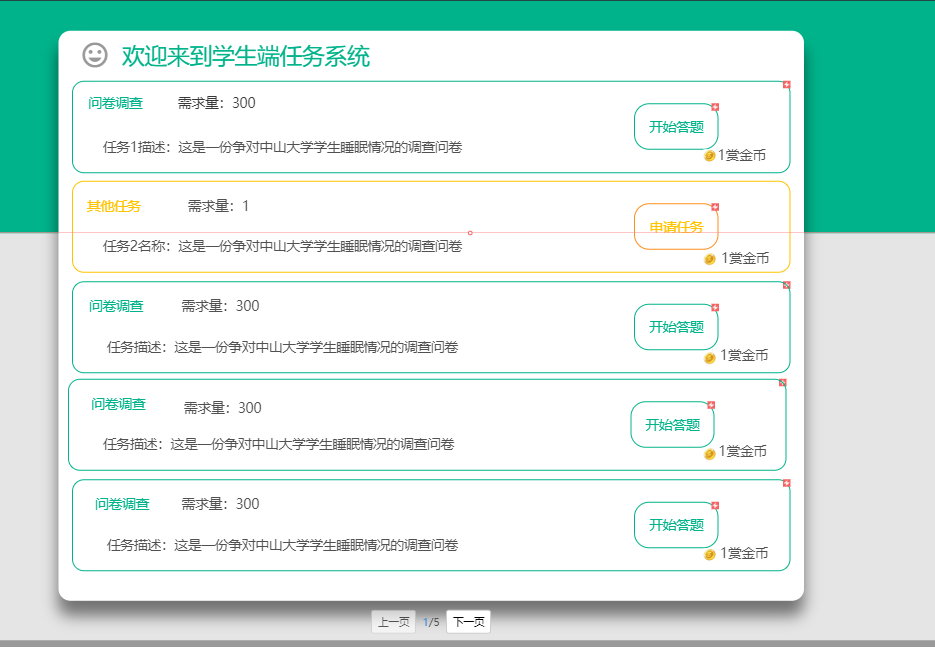 欢迎来到学生端任务系统
问卷调查 需求量：300
开始答题
任务1描述：这是一份争对中山大学学生睡眠情况的调查问卷
1赏金币
其他任务 需求量：1
申请任务
任务2名称：这是一份争对中山大学学生睡眠情况的调查问卷
1赏金币
问卷调查 需求量：300
开始答题
任务描述：这是一份争对中山大学学生睡眠情况的调查问卷
1赏金币
问卷调查 需求量：300
开始答题
任务描述：这是一份争对中山大学学生睡眠情况的调查问卷
1赏金币
问卷调查 需求量：300
开始答题
任务描述：这是一份争对中山大学学生睡眠情况的调查问卷
1赏金币
上一页 1/5 下一页